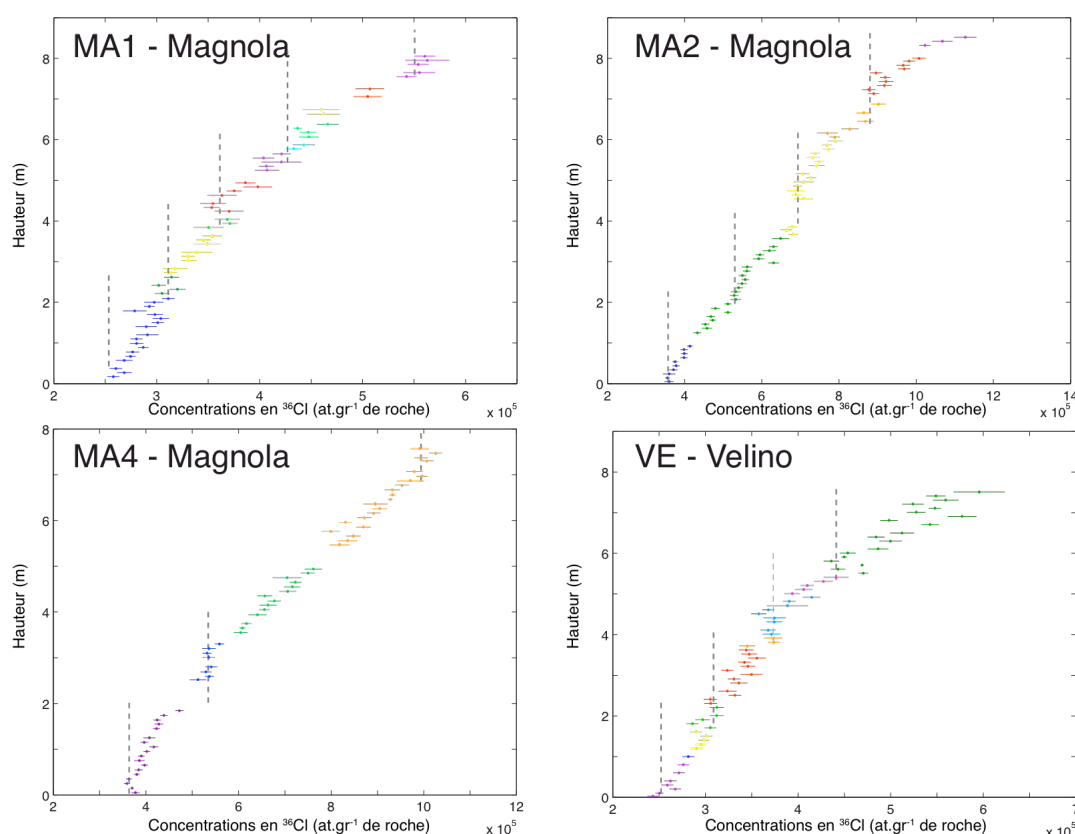 MA1 - Magnola
Hauteur (m)
8
6
4
2
0
2 3 4 5 6
Concentrations en ³⁶Cl (at.gr⁻¹ de roche)
x 10⁵
MA2 - Magnola
Hauteur (m)
8
6
4
2
0
2 4 6 8 10 12 14
Concentrations en ³⁶Cl (at.gr⁻¹ de roche)
x 10⁵
MA4 - Magnola
Hauteur (m)
8
6
4
2
0
2 4 6 8 10 12
Concentrations en ³⁶Cl (at.gr⁻¹ de roche)
x 10⁵
VE - Velino
Hauteur (m)
8
6
4
2
0
2 3 4 5 6 7
Concentrations en ³⁶Cl (at.gr⁻¹ de roche)
x 10⁵